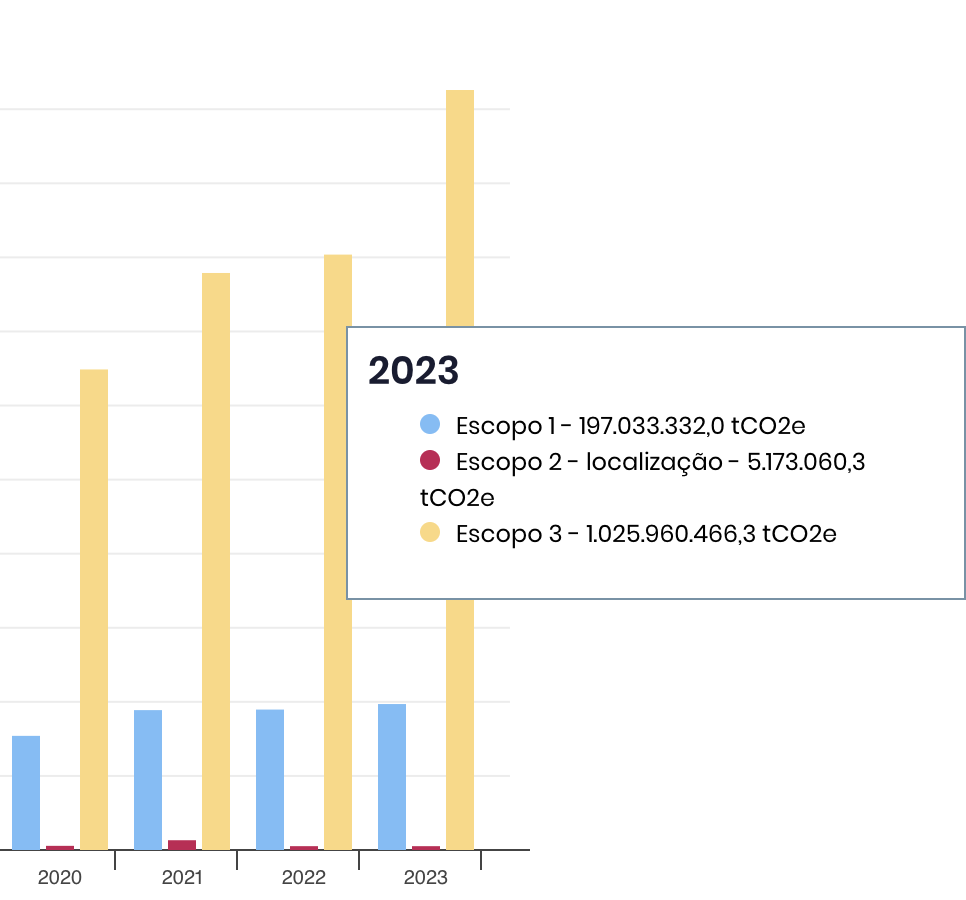 2023
Escopo 1 - 197.033.332,0 tCO2e
Escopo 2 - localização - 5.173.060,3
tCO2e
Escopo 3 - 1.025.960.466,3 tCO2e
2020 2021 2022 2023